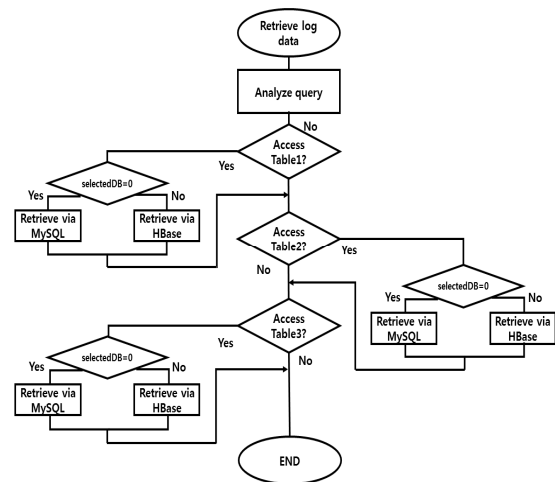 Retrieve log
data
Analyze query
No
Access
Table1?
Yes
selectedDB=0
Yes
No
Retrieve via
MySQL
Retrieve via
HBase
Access
Table2?
Yes
No
selectedDB=0
Yes
No
Retrieve via
MySQL
Retrieve via
HBase
Access
Table3?
Yes
No
selectedDB=0
Yes
No
Retrieve via
MySQL
Retrieve via
HBase
END